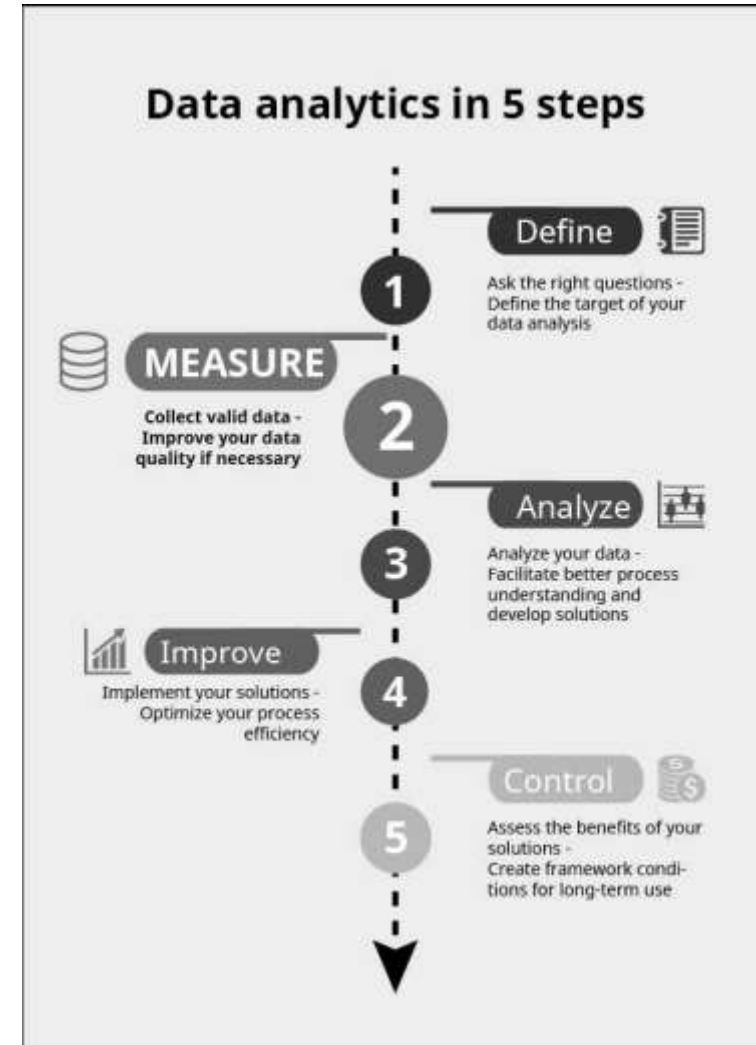 Data analytics in 5 steps
Define
1
Ask the right questions -
Define the target of your
data analysis
MEASURE
2
Collect valid data -
Improve your data
quality if necessary
Analyze
3
Analyze your data -
Facilitate better process
understanding and
develop solutions
Improve
4
Implement your solutions -
Optimize your process
efficiency
Control
5
Assess the benefits of your
solutions -
Create framework condi-
tions for long-term use